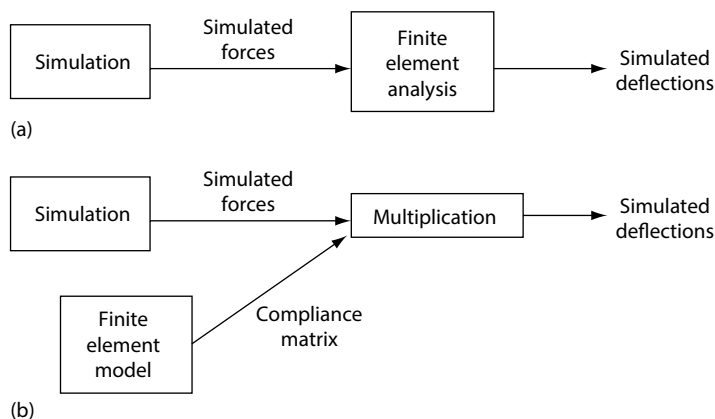 Simulation
Simulated
forces
Finite
element
analysis
Simulated
deflections
(a)
Simulation
Simulated
forces
Multiplication
Simulated
deflections
Finite
element
model
Compliance
matrix
(b)